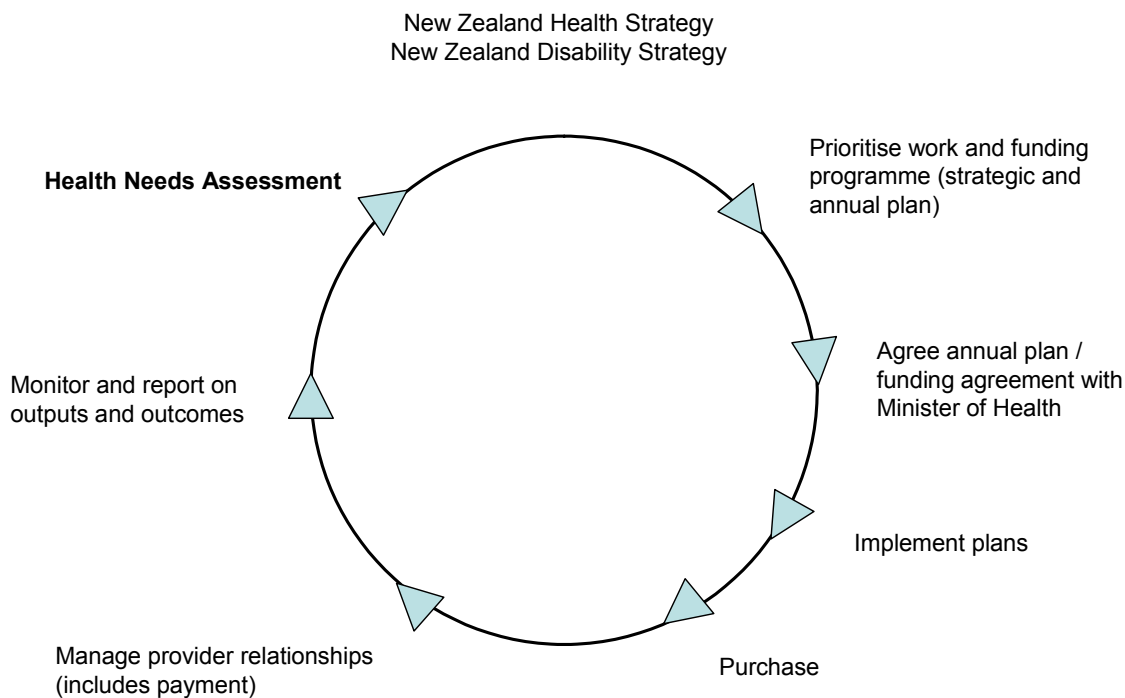 New Zealand Health Strategy
New Zealand Disability Strategy
Prioritise work and funding
programme (strategic and
annual plan)
Agree annual plan /
funding agreement with
Minister of Health
Implement plans
Purchase
Manage provider relationships
(includes payment)
Monitor and report on
outputs and outcomes
Health Needs Assessment